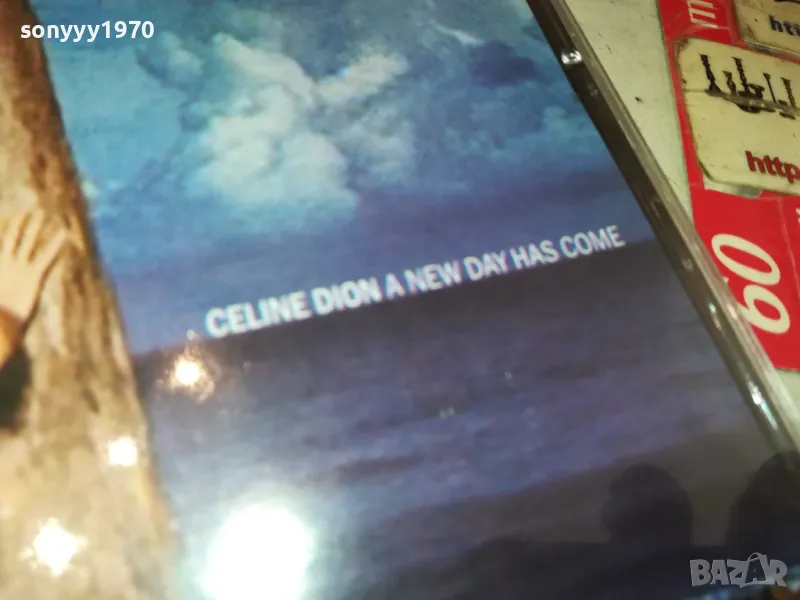 sonyyy1970
CELINE DION A NEW DAY HAS COME
http
60
BAZAR